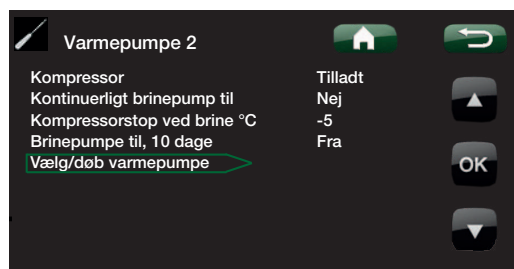 Varmepumpe 2
Kompressor Tilladt
Kontinuerligt brinepump til Nej
Kompressorstop ved brine °C -5
Brinepumpe til, 10 dage Fra
Vælg/døb varmepumpe
OK